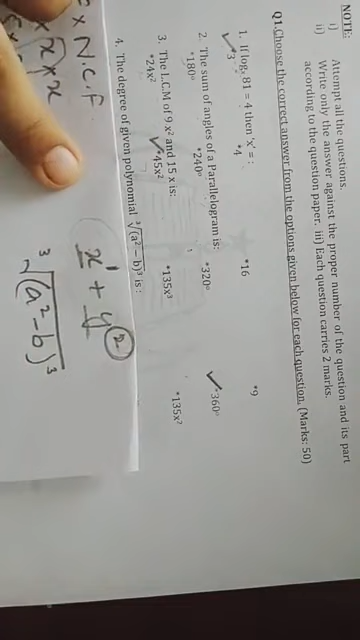 NOTE:
i) Attempt all the questions.
ii) Write only the answer against the proper number of the question and its part
according to the question paper. iii) Each question carries 2 marks.
Q1.Choose the correct answer from the options given below for each question. (Marks: 50)
1. If logₓ 81 = 4 then 'x' = :
*3 *4 *16 *9
2. The sum of angles of a Parallelogram is:
*180° *240° *320° *360°
3. The L.C.M of 9 x² and 15 x is:
*24x² *45x² *135x³ *135x²
4. The degree of given polynomial ³√(a² – b)³ is :
x¹ + y²
³√(a²-b)³
x N.C.F
x x x